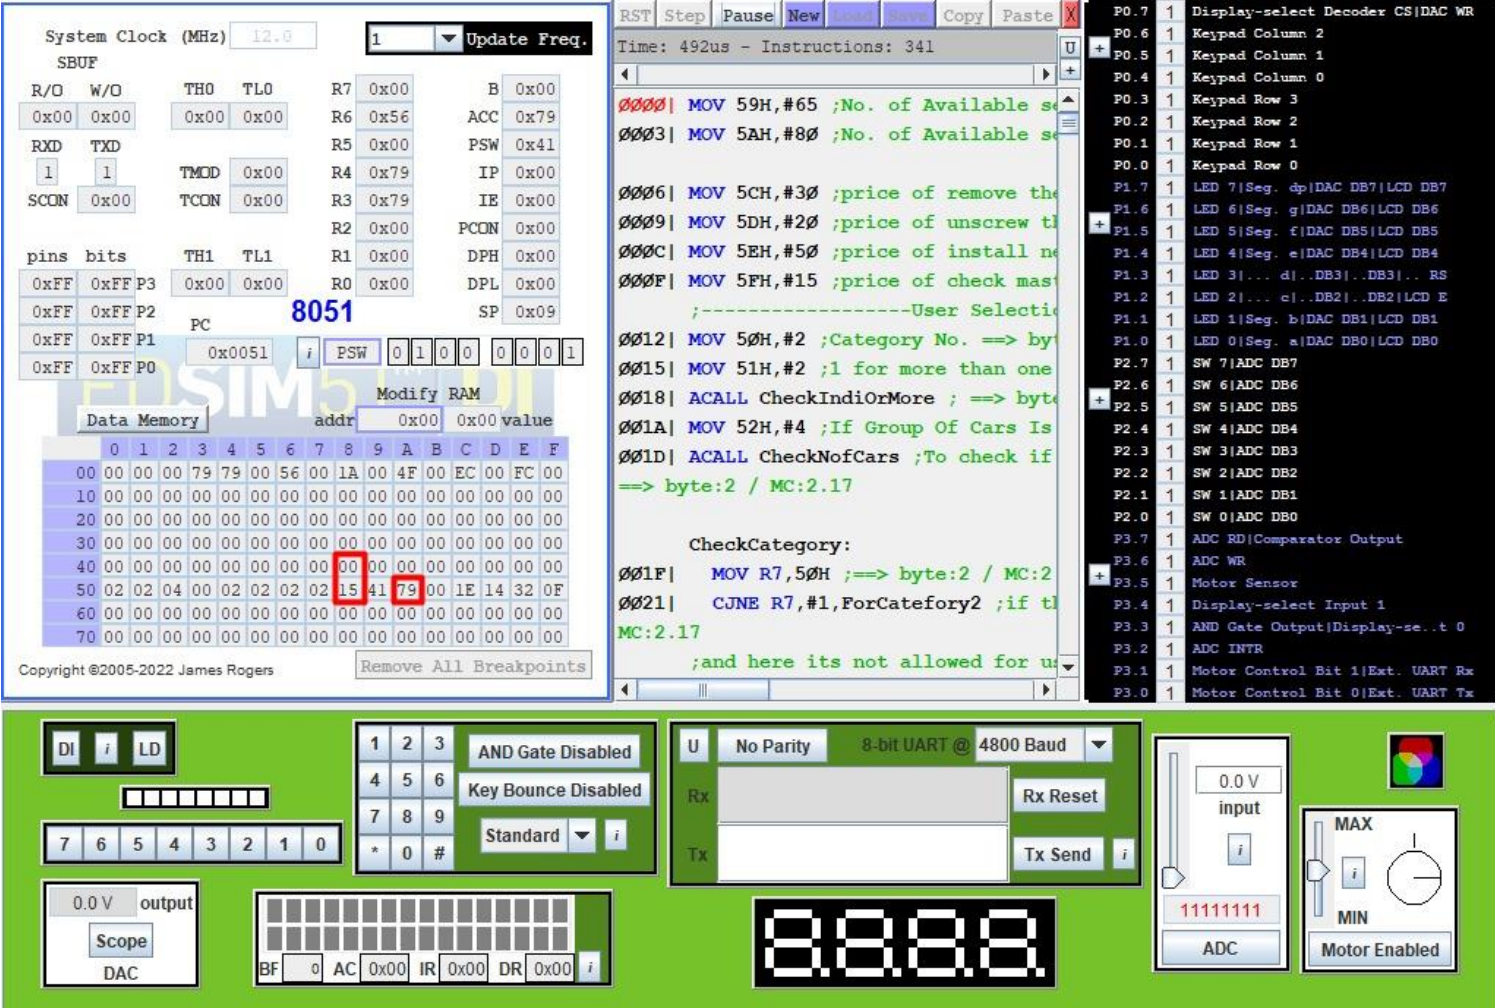 System Clock (MHz) 12.0 1 Update Freq.
SBUF
R/O W/O TH0 TL0 R7 0x00 B 0x00
0x00 0x00 0x00 0x00 R6 0x56 ACC 0x79
RXD TXD R5 0x00 PSW 0x41
1 1 TMOD 0x00 R4 0x79 IP 0x00
SCON 0x00 TCON 0x00 R3 0x79 IE 0x00
R2 0x00 PCON 0x00
pins bits TH1 TL1 R1 0x00 DPH 0x00
0xFF 0xFF P3 0x00 0x00 R0 0x00 DPL 0x00
0xFF 0xFF P2 8051 SP 0x09
0xFF 0xFF P1 PC
0x0051 i PSW 0 1 0 0 0 0 0 1
0xFF 0xFF P0
EDSIM51 DI
TM
Modify RAM
Data Memory addr 0x00 0x00 value
0 1 2 3 4 5 6 7 8 9 A B C D E F
00 00 00 00 79 79 00 56 00 1A 00 4F 00 EC 00 FC 00
10 00 00 00 00 00 00 00 00 00 00 00 00 00 00 00 00
20 00 00 00 00 00 00 00 00 00 00 00 00 00 00 00 00
30 00 00 00 00 00 00 00 00 00 00 00 00 00 00 00 00
40 00 00 00 00 00 00 00 00 00 00 00 00 00 00 00 00
50 02 02 04 00 02 02 02 02 15 41 79 00 1E 14 32 0F
60 00 00 00 00 00 00 00 00 00 00 00 00 00 00 00 00
70 00 00 00 00 00 00 00 00 00 00 00 00 00 00 00 00
Copyright ©2005-2022 James Rogers Remove All Breakpoints
RST Step Pause New Load Save Copy Paste X
Time: 492us - Instructions: 341 U
0000| MOV 59H,#65 ;No. of Available se
0003| MOV 5AH,#80 ;No. of Available se
0006| MOV 5CH,#30 ;price of remove the
0009| MOV 5DH,#20 ;price of unscrew th
000C| MOV 5EH,#50 ;price of install ne
000F| MOV 5FH,#15 ;price of check mast
;------------------User Selectio
0012| MOV 50H,#2 ;Category No. ==> byt
0015| MOV 51H,#2 ;1 for more than one
0018| ACALL CheckIndiOrMore ; ==> byte
001A| MOV 52H,#4 ;If Group Of Cars Is
001D| ACALL CheckNofCars ;To check if
==> byte:2 / MC:2.17
CheckCategory:
001F| MOV R7,50H ;==> byte:2 / MC:2
0021| CJNE R7,#1,ForCatefory2 ;if th
MC:2.17
;and here its not allowed for us
P0.7 1 Display-select Decoder CS|DAC WR
P0.6 1 Keypad Column 2
P0.5 1 Keypad Column 1
P0.4 1 Keypad Column 0
P0.3 1 Keypad Row 3
P0.2 1 Keypad Row 2
P0.1 1 Keypad Row 1
P0.0 1 Keypad Row 0
P1.7 1 LED 7|Seg. dp|DAC DB7|LCD DB7
P1.6 1 LED 6|Seg. g|DAC DB6|LCD DB6
P1.5 1 LED 5|Seg. f|DAC DB5|LCD DB5
P1.4 1 LED 4|Seg. e|DAC DB4|LCD DB4
P1.3 1 LED 3|... d|..DB3|..DB3|.. RS
P1.2 1 LED 2|... c|..DB2|..DB2|LCD E
P1.1 1 LED 1|Seg. b|DAC DB1|LCD DB1
P1.0 1 LED 0|Seg. a|DAC DB0|LCD DB0
P2.7 1 SW 7|ADC DB7
P2.6 1 SW 6|ADC DB6
P2.5 1 SW 5|ADC DB5
P2.4 1 SW 4|ADC DB4
P2.3 1 SW 3|ADC DB3
P2.2 1 SW 2|ADC DB2
P2.1 1 SW 1|ADC DB1
P2.0 1 SW 0|ADC DB0
P3.7 1 ADC RD|Comparator Output
P3.6 1 ADC WR
P3.5 1 Motor Sensor
P3.4 1 Display-select Input 1
P3.3 1 AND Gate Output|Display-se..t 0
P3.2 1 ADC INTR
P3.1 1 Motor Control Bit 1|Ext. UART Rx
P3.0 1 Motor Control Bit 0|Ext. UART Tx
DI i LD
7 6 5 4 3 2 1 0
0.0 V output
Scope
DAC
1 2 3
4 5 6
7 8 9
* 0 #
AND Gate Disabled
Key Bounce Disabled
Standard i
BF 0 AC 0x00 IR 0x00 DR 0x00 i
U No Parity 8-bit UART @ 4800 Baud
Rx Rx Reset
Tx Tx Send i
8.8.8.8.
0.0 V
input
i
11111111
ADC
MAX
i
MIN
Motor Enabled